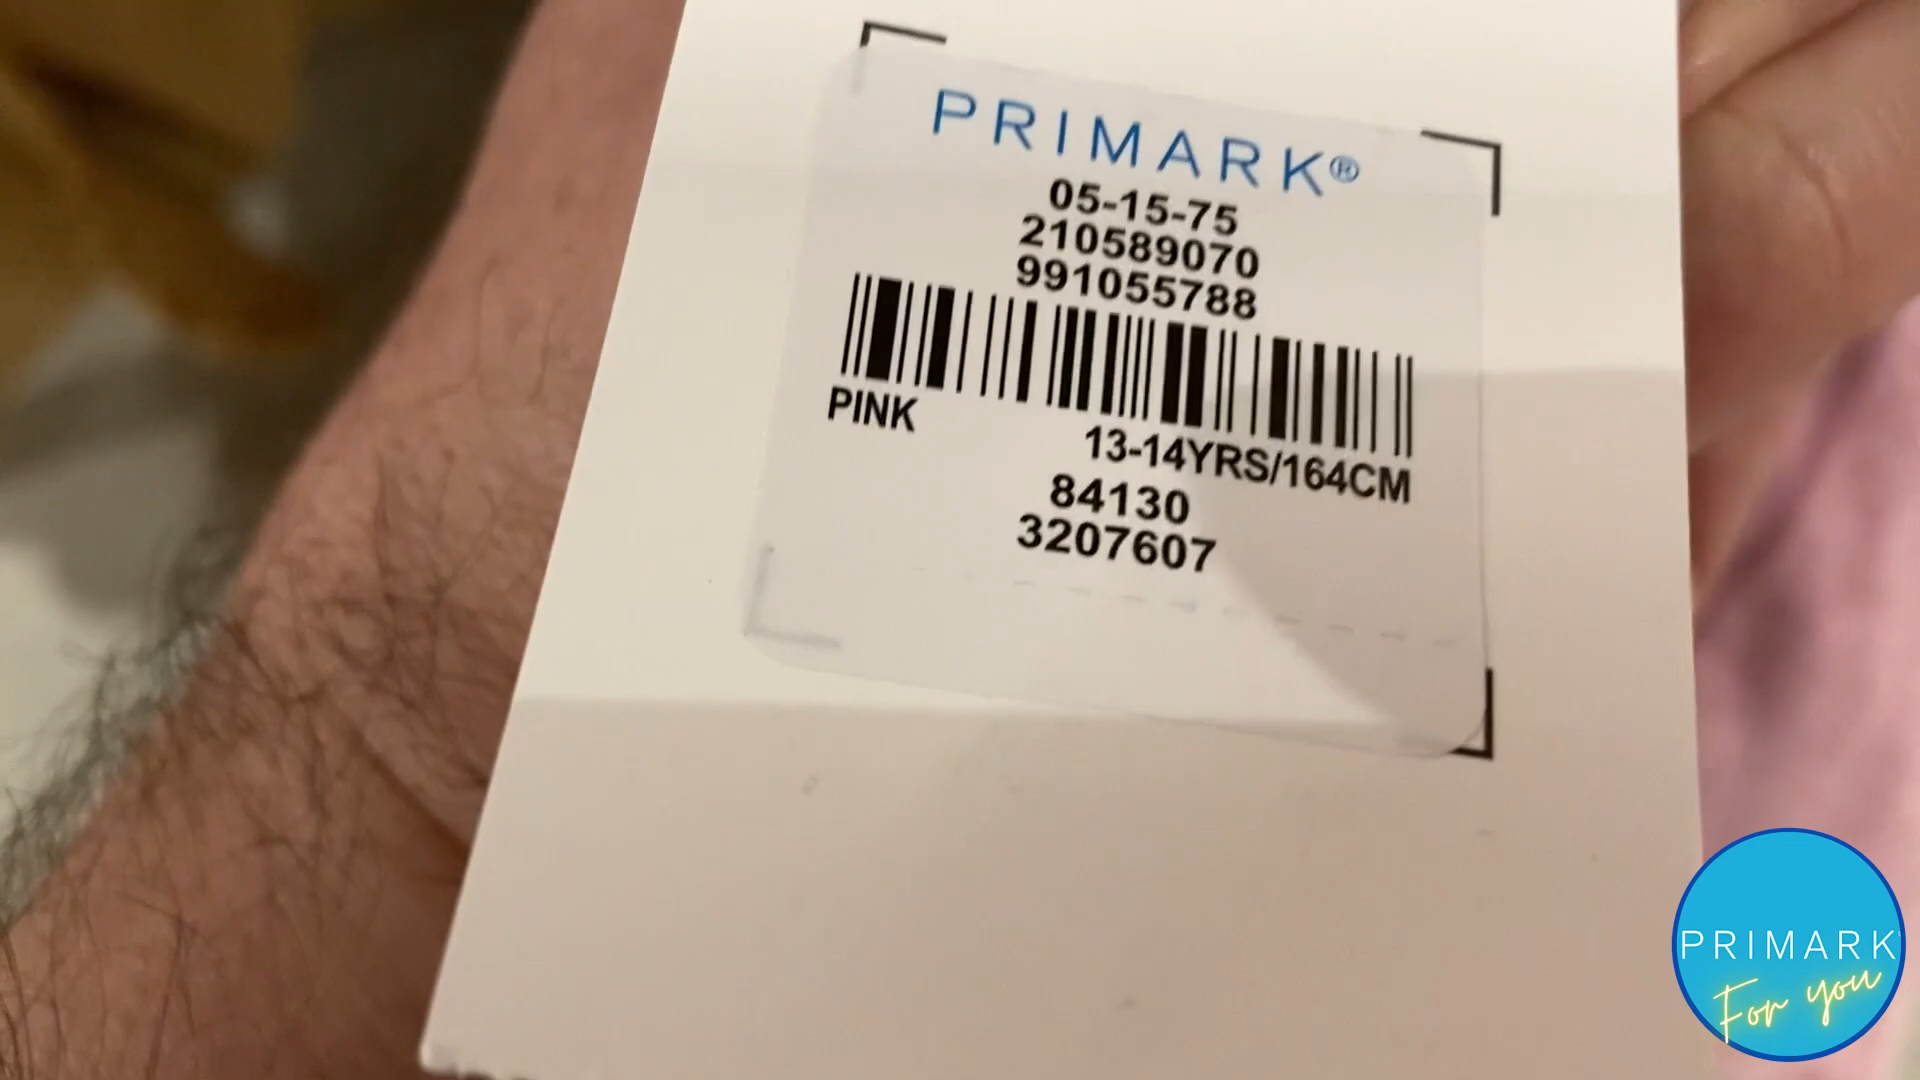 PRIMARK®
05-15-75
210589070
991055788
PINK
13-14YRS/164CM
84130
3207607
PRIMARK
For you